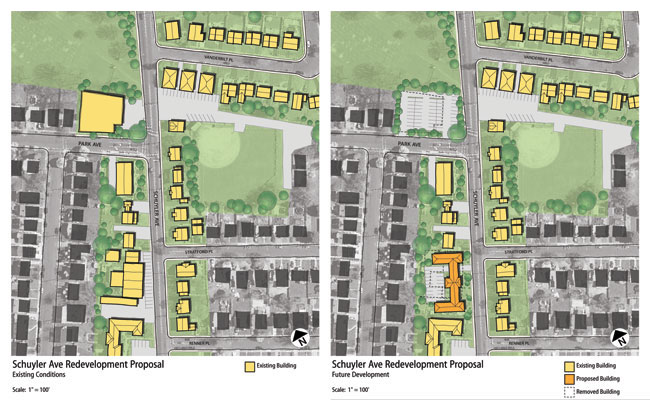 VANDERBILT PL
PARK AVE
SCHUYLER AVE
STRATFORD PL
RENNER PL
N
Schuyler Ave Redevelopment Proposal
Existing Conditions
Scale: 1" = 100'
Existing Building
VANDERBILT PL
PARK AVE
SCHUYLER AVE
STRATFORD PL
RENNER PL
N
Schuyler Ave Redevelopment Proposal
Future Development
Scale: 1" = 100'
Existing Building
Proposed Building
Removed Building